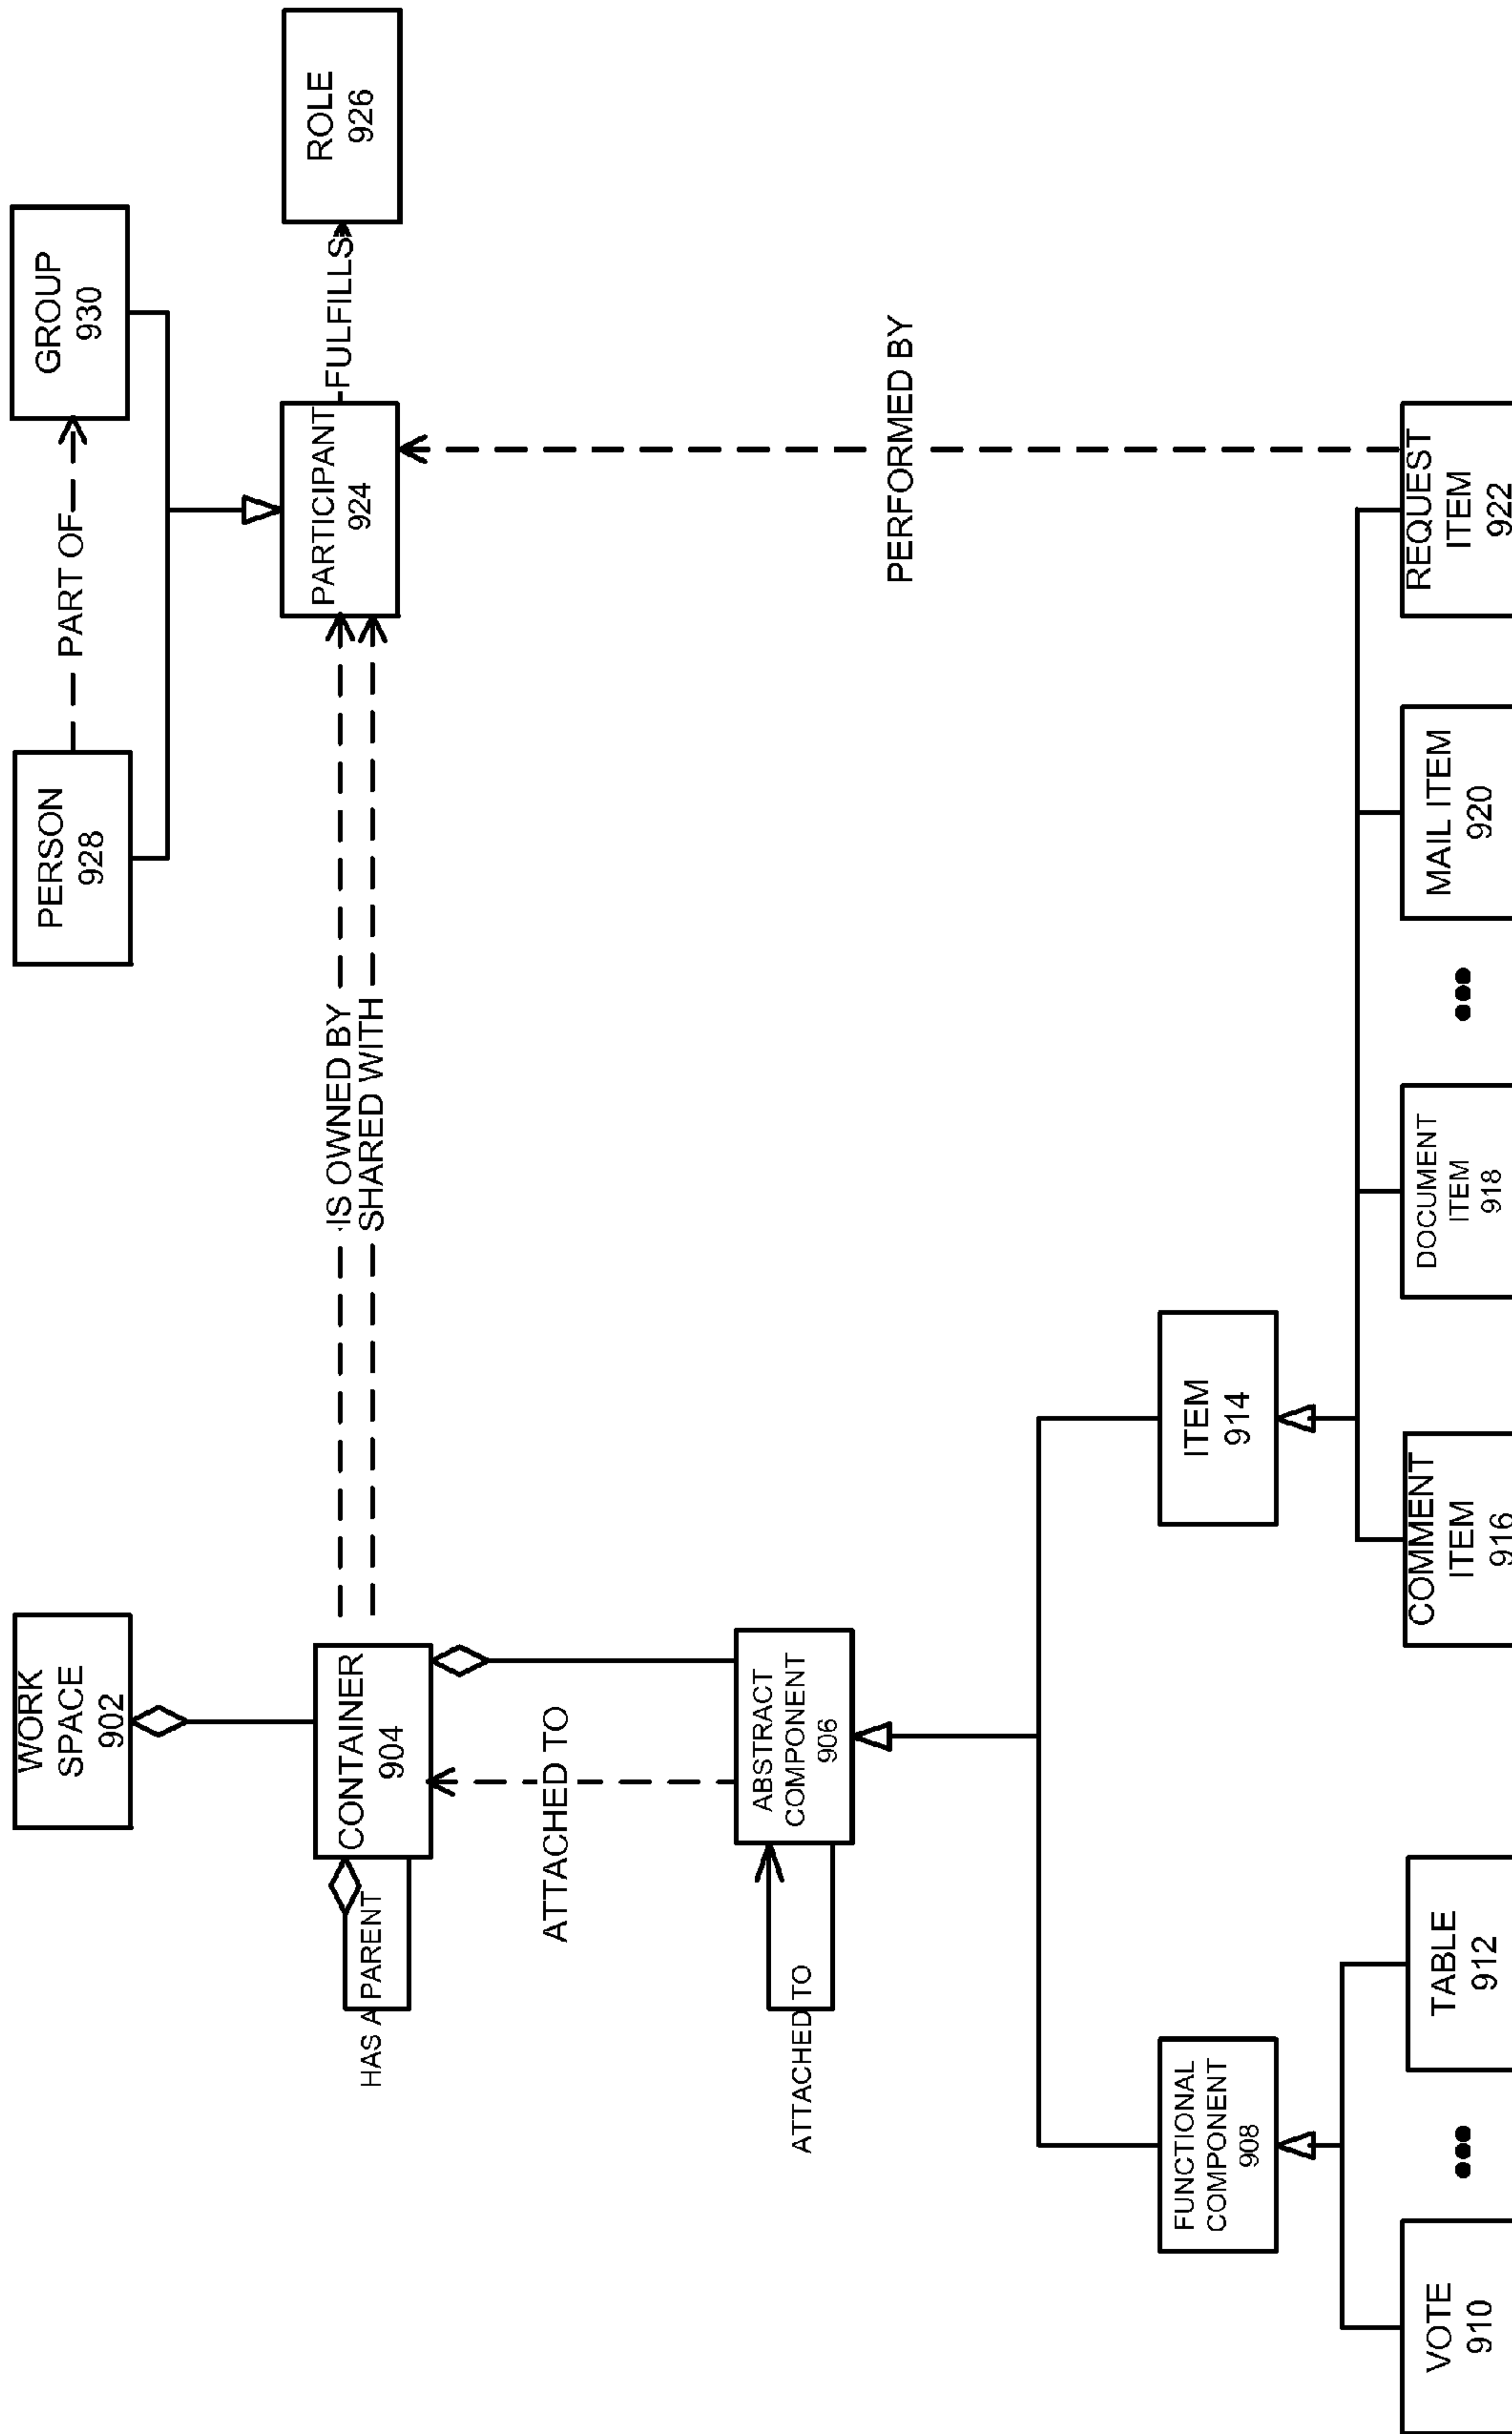 WORK
SPACE
902
PERSON
928
PART OF
GROUP
930
HAS A PARENT
CONTAINER
904
IS OWNED BY
SHARED WITH
PARTICIPANT
924
FULFILLS
ROLE
926
ATTACHED TO
ATTACHED TO
ABSTRACT
COMPONENT
906
PERFORMED BY
FUNCTIONAL
COMPONENT
908
ITEM
914
VOTE
910
TABLE
912
COMMENT
ITEM
916
DOCUMENT
ITEM
918
MAIL ITEM
920
REQUEST
ITEM
922